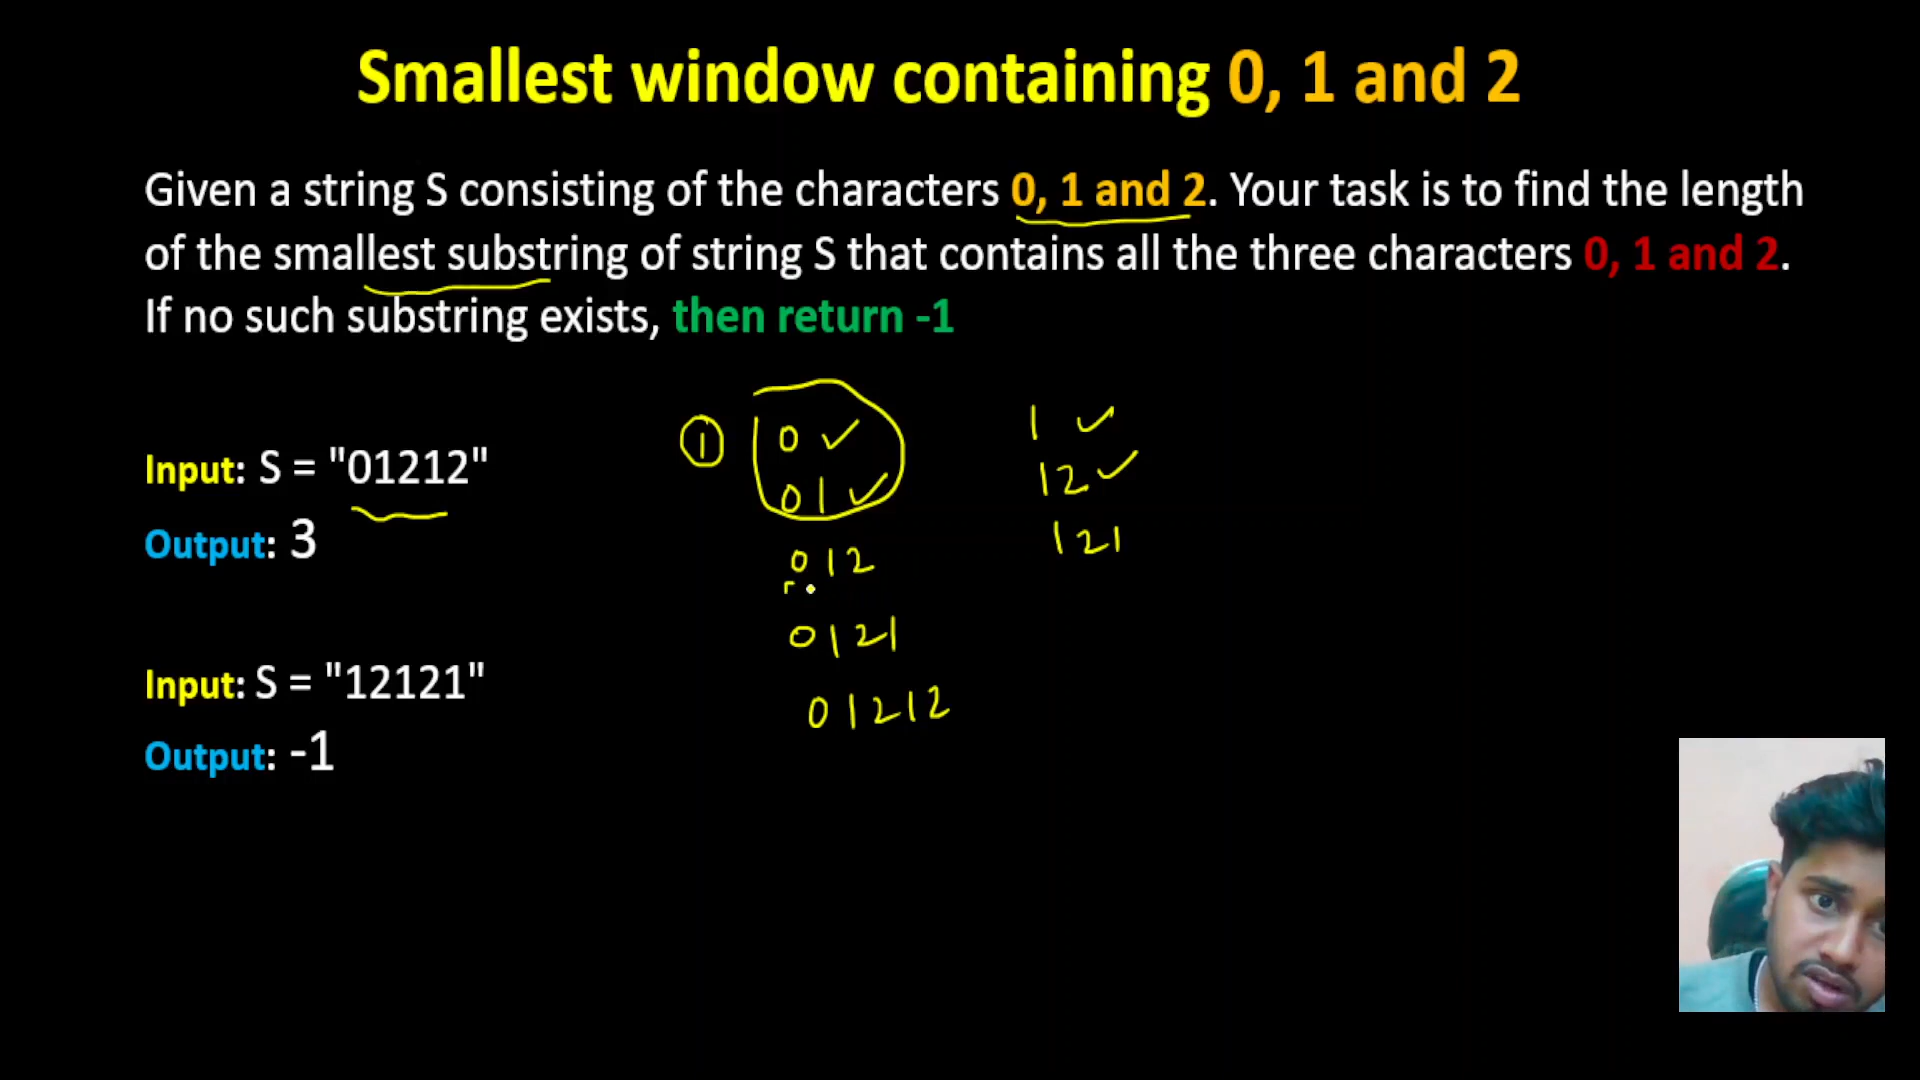 Smallest window containing 0, 1 and 2
Given a string S consisting of the characters 0, 1 and 2. Your task is to find the length
of the smallest substring of string S that contains all the three characters 0, 1 and 2.
If no such substring exists, then return -1
Input: S = "01212"
Output: 3
Input: S = "12121"
Output: -1
1
0 ✓
01 ✓
012
0121
01212
1 ✓
12 ✓
121